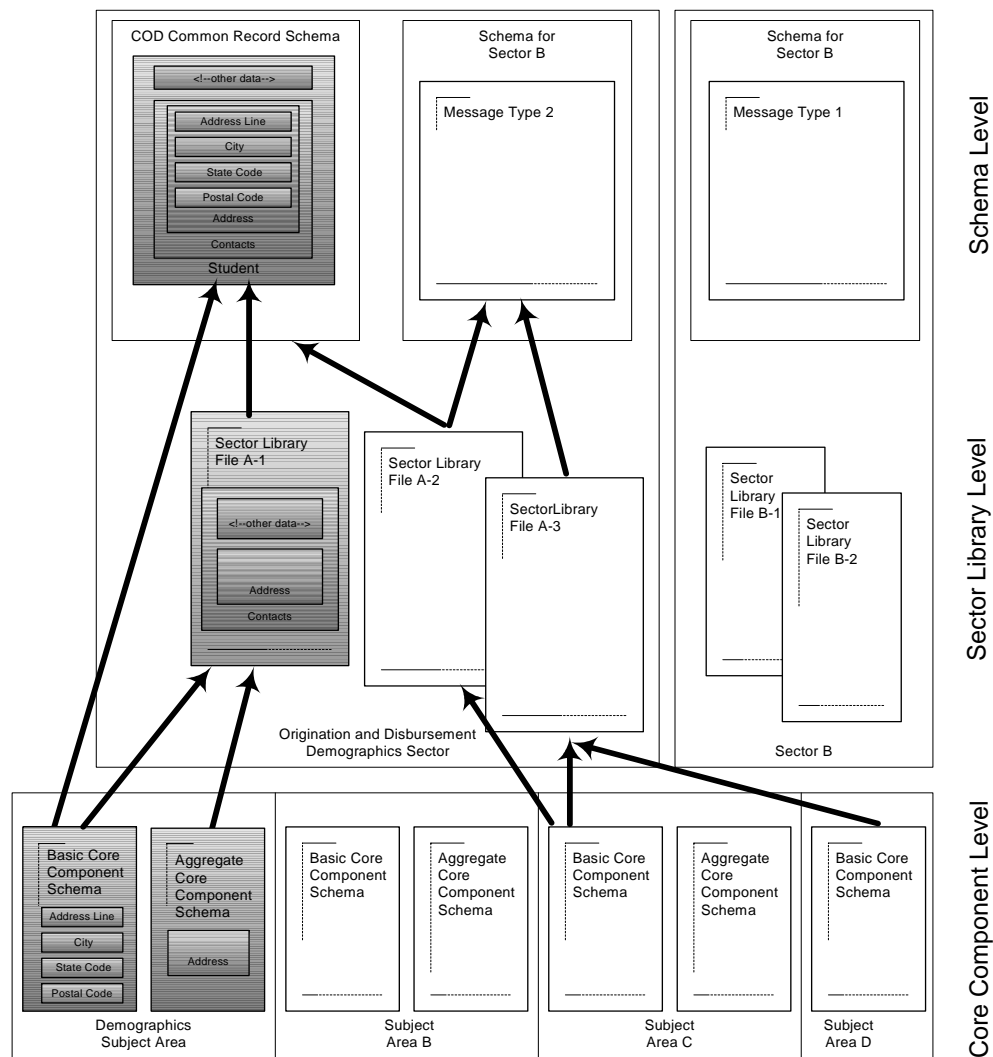 COD Common Record Schema
<!--other data-->
Address Line
City
State Code
Postal Code
Address
Contacts
Student
Schema for
Sector B
Message Type 2
Schema for
Sector B
Message Type 1
Schema Level
Sector Library
File A-1
<!--other data-->
Address
Contacts
Sector Library
File A-2
SectorLibrary
File A-3
Origination and Disbursement
Demographics Sector
Sector
Library
File B-1
Sector
Library
File B-2
Sector B
Sector Library Level
Basic Core
Component
Schema
Address Line
City
State Code
Postal Code
Aggregate
Core
Component
Schema
Address
Demographics
Subject Area
Basic Core
Component
Schema
Aggregate
Core
Component
Schema
Subject
Area B
Basic Core
Component
Schema
Aggregate
Core
Component
Schema
Subject
Area C
Basic Core
Component
Schema
Subject
Area D
Core Component Level